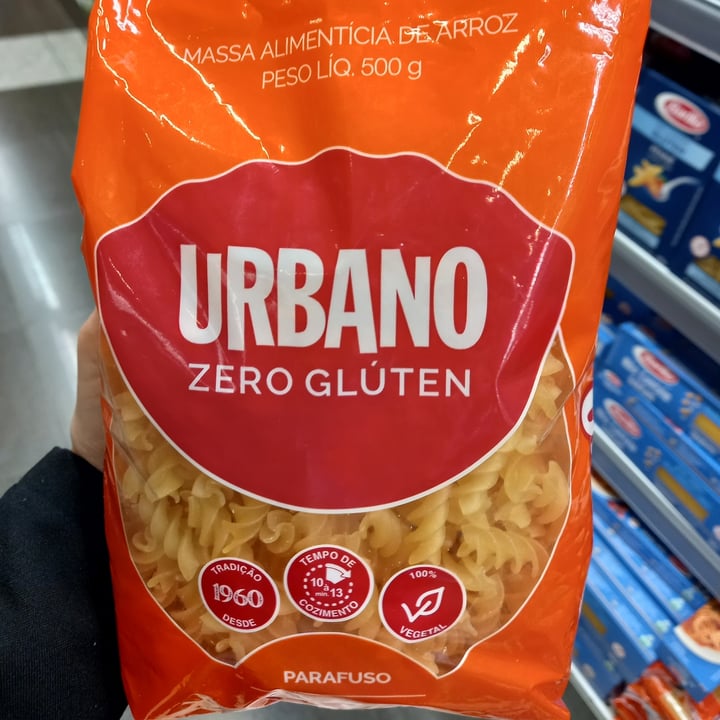 MASSA ALIMENTÍCIA DE ARROZ
PESO LÍQ. 500 g
URBANO
ZERO GLÚTEN
TRADIÇÃO
1960
DESDE
TEMPO DE
10 à 13
min.
COZIMENTO
100%
VEGETAL
PARAFUSO